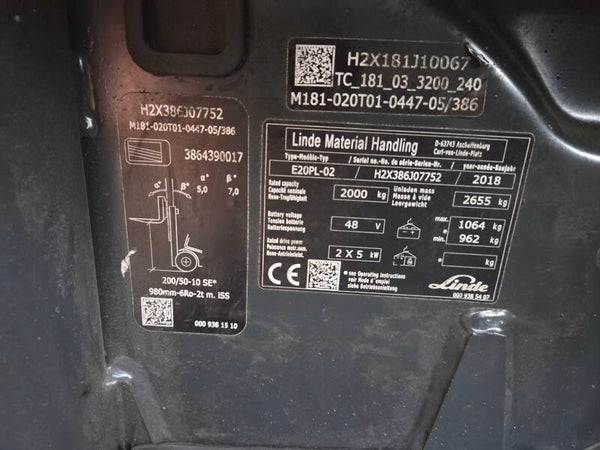 H2X181J10067
TC_181_03_3200_240
M181-020T01-0447-05/386
H2X386J07752
M181-020T01-0447-05/386
3864390017
α° β° α° β°
5,0 7,0
200/50-10 SE*
980mm-6Ro-2t m. ISS
000 938 15 10
Linde Material Handling
D-63743 Aschaffenburg
Carl-von-Linde-Platz
Type-Modèle-Typ / Serial no.-No. de série-Serien-Nr. / year-année-Baujahr
E20PL-02 / H2X386J07752 / 2018
Rated capacity
Capacité nominale
Nenn-Tragfähigkeit
2000 kg
Unladen mass
Masse à vide
Leergewicht
2655 kg
Battery voltage
Tension batterie
Batteriespannung
48 V
max. 1064 kg
* min. 962 kg
Rated drive power
Puissance motr.nom.
Nenn-Antriebsleist.
2 X 5 kW
* kg
CE
* see Operating instructions
voir Mode d'emploi
siehe Betriebsanleitung
Linde
000 938 54 07